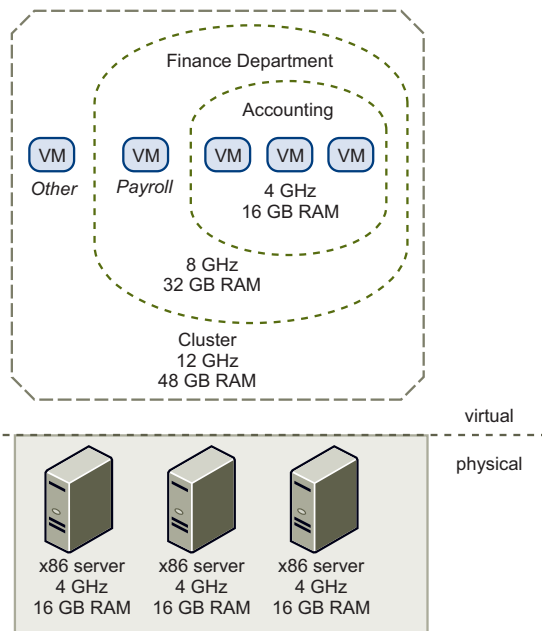 Finance Department
Accounting
VM
VM
VM
VM
VM
Other
Payroll
4 GHz
16 GB RAM
8 GHz
32 GB RAM
Cluster
12 GHz
48 GB RAM
virtual
physical
x86 server
4 GHz
16 GB RAM
x86 server
4 GHz
16 GB RAM
x86 server
4 GHz
16 GB RAM